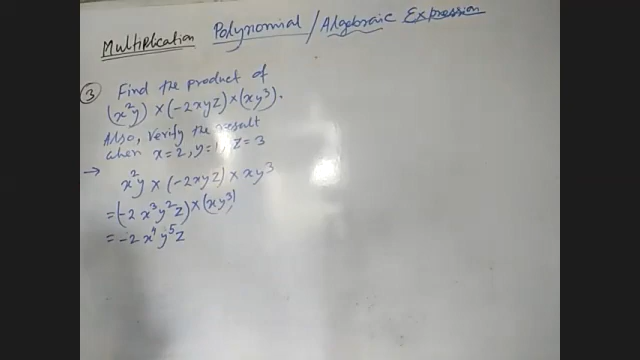 Multiplication Polynomial / Algebraic Expression
③ Find the product of
(x²y) × (-2xyz) × (xy³).
Also, verify the result
when x=2, y=1, z=3
→ x²y × (-2xyz) × xy³
= (-2x³y²z) × (xy³)
= -2x⁴y⁵z